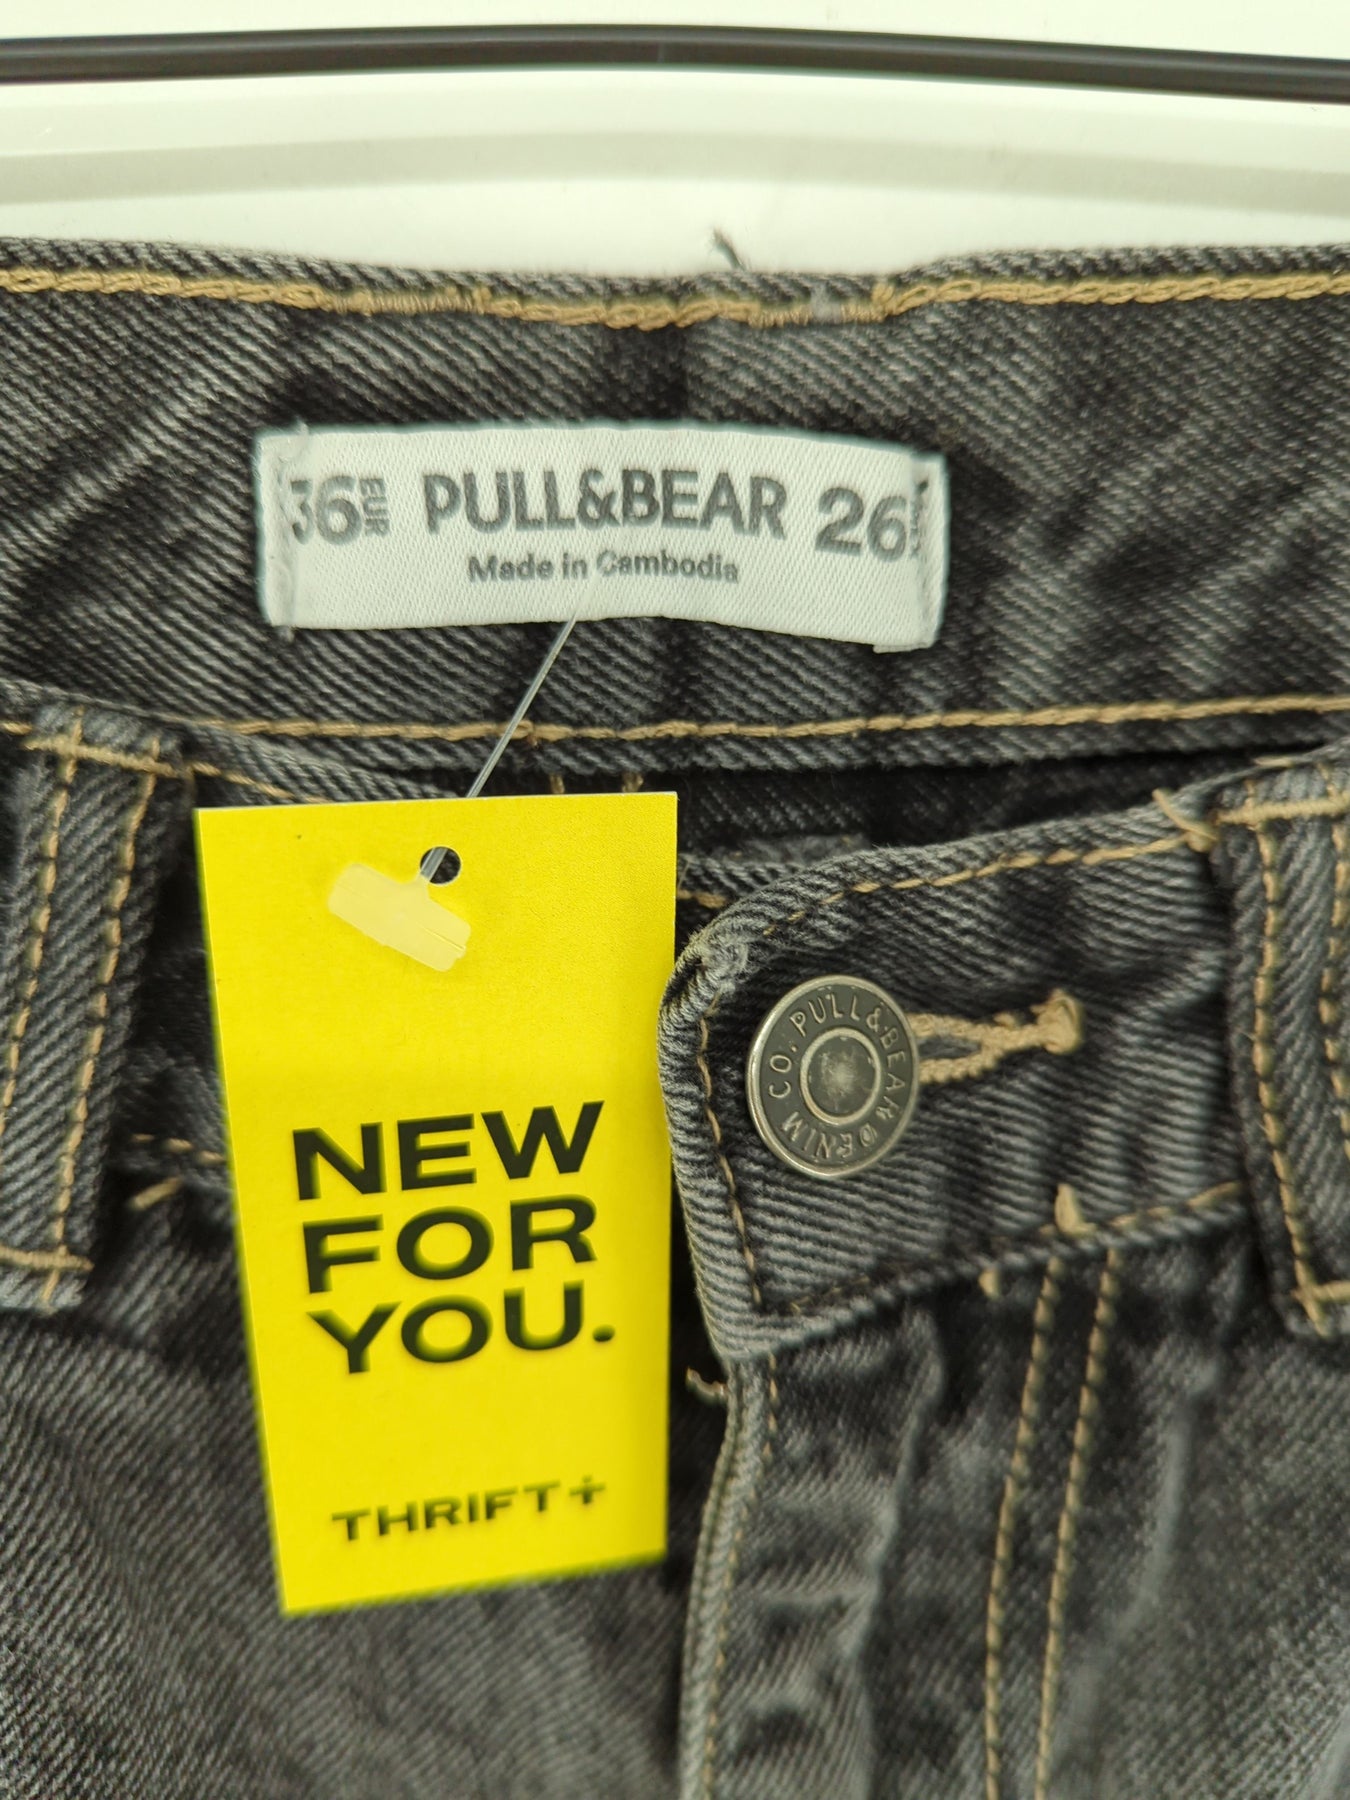 36 EUR PULL&BEAR 26
Made in Cambodia
PULL&BEAR DENIM CO.
NEW
FOR
YOU.
THRIFT+